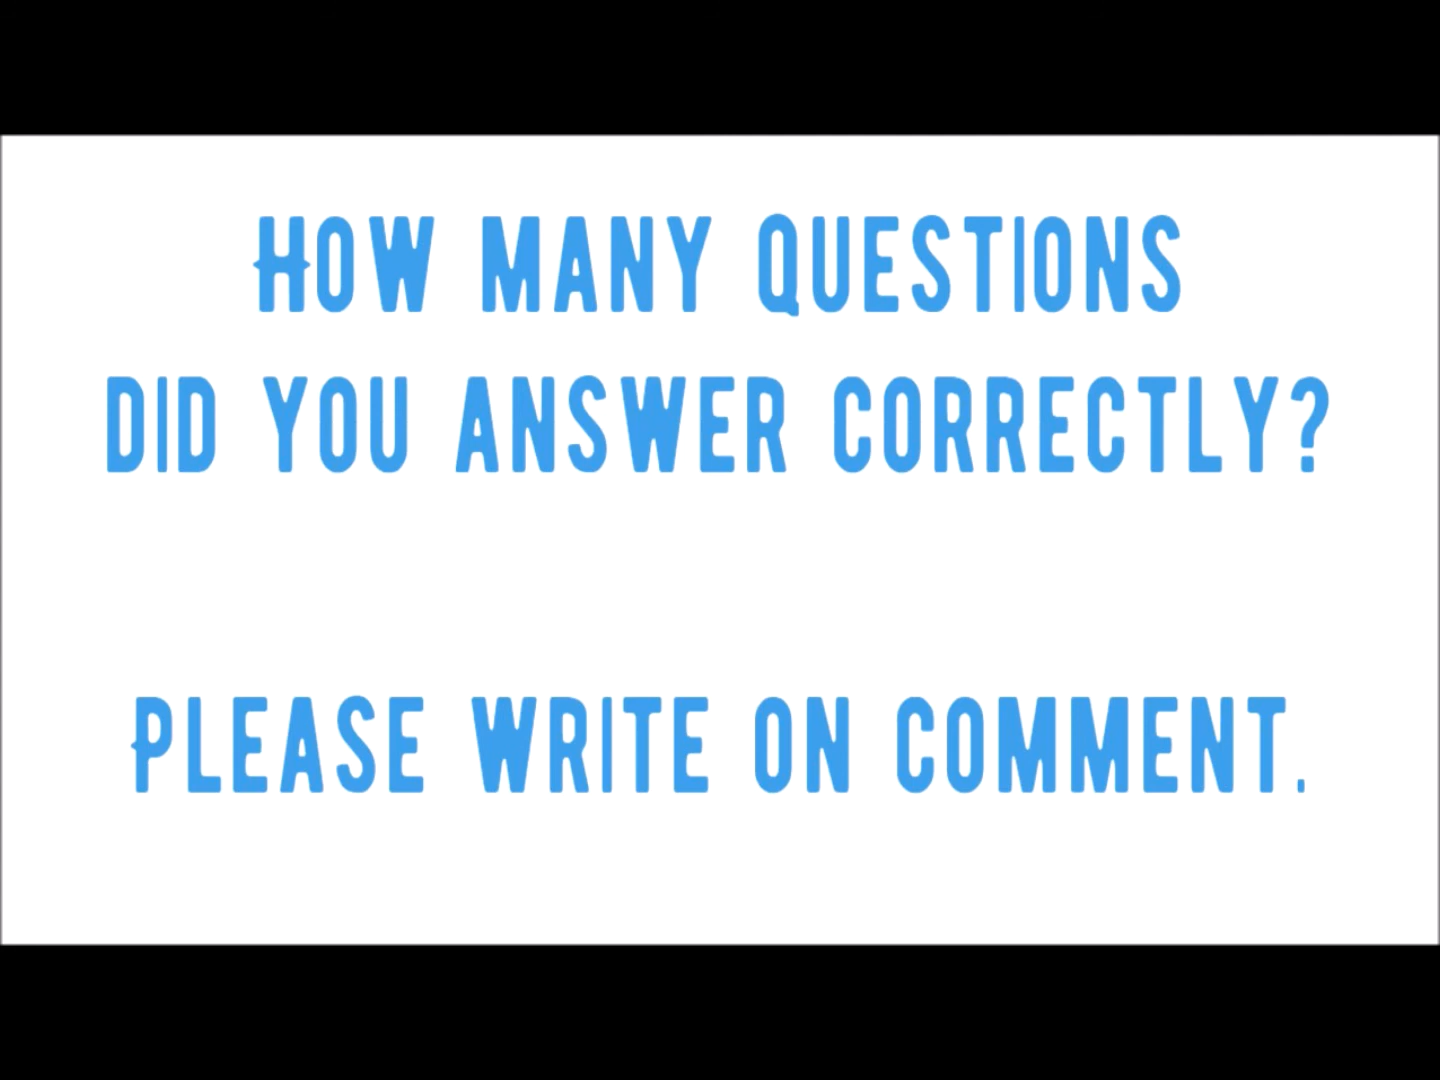 How many Questions
did you answer correctly?
Please write on comment.